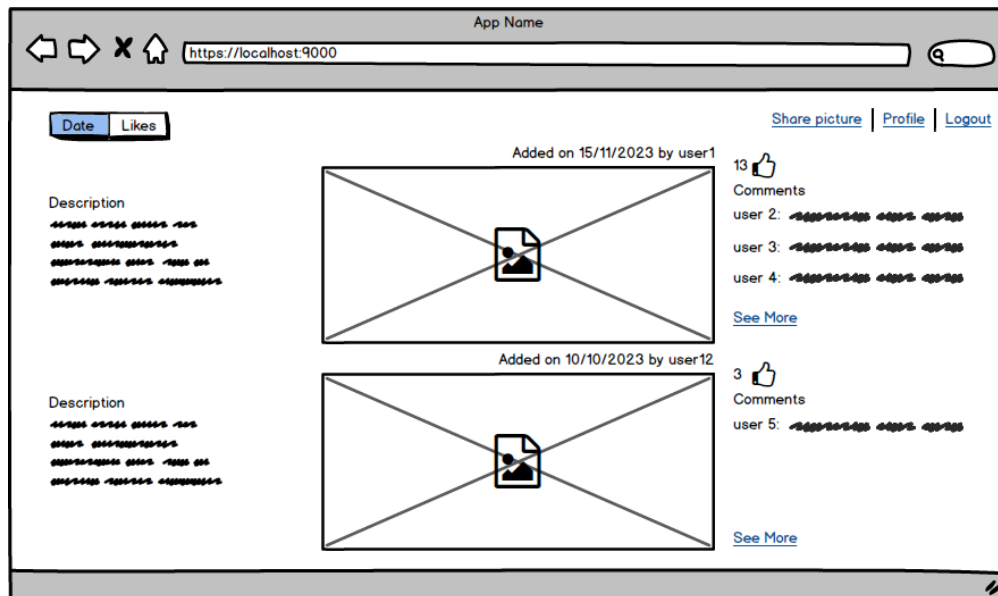 App Name
https://localhost:9000
Date Likes
Share picture Profile Logout
Added on 15/11/2023 by user1
13
Description
Comments
user 2:
user 3:
user 4:
See More
Added on 10/10/2023 by user12
3
Description
Comments
user 5:
See More